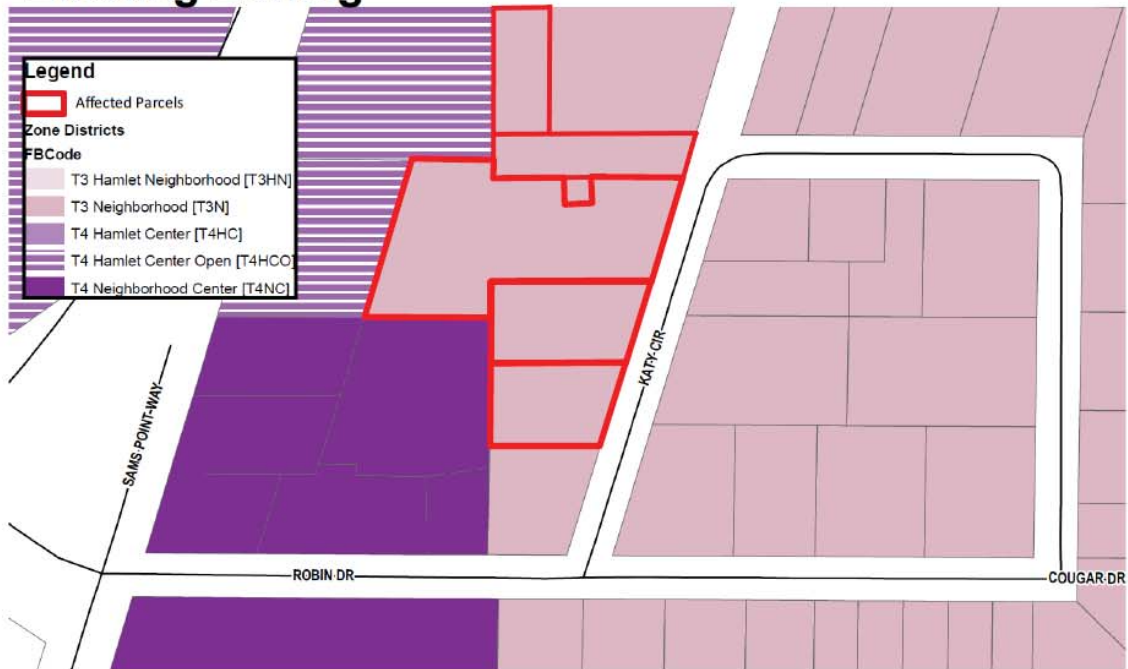 Legend
Affected Parcels
Zone Districts
FBCode
T3 Hamlet Neighborhood [T3HN]
T3 Neighborhood [T3N]
T4 Hamlet Center [T4HC]
T4 Hamlet Center Open [T4HCO]
T4 Neighborhood Center [T4NC]
KATY CIR
SAMS POINT WAY
ROBIN DR
COUGAR DR